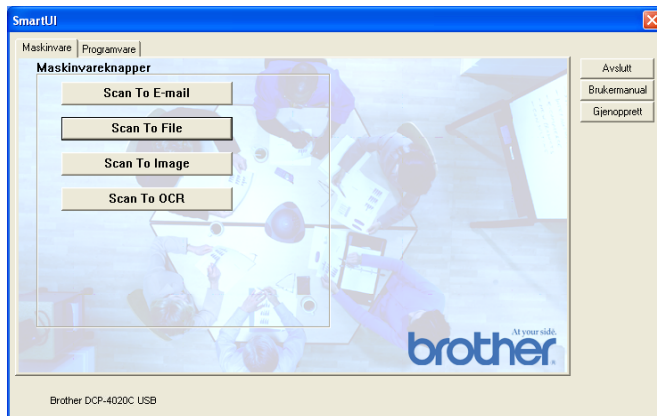 SmartUI
Maskinvare
Programvare
Maskinvareknapper
Scan To E-mail
Scan To File
Scan To Image
Scan To OCR
Avslutt
Brukermanual
Gjenopprett
At your side.
brother
Brother DCP-4020C USB